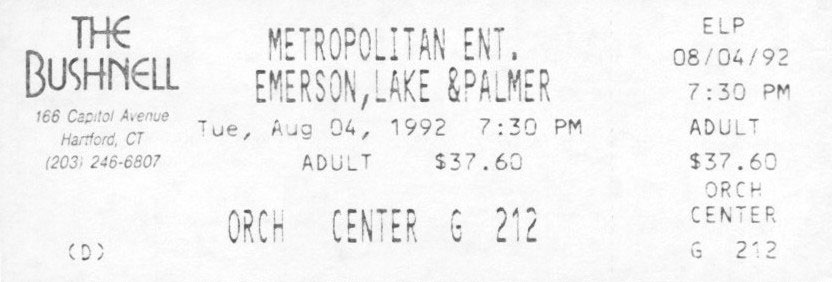 THE
BUSHNELL
166 Capitol Avenue
Hartford, CT
(203) 246-6807
(D)
METROPOLITAN ENT.
EMERSON,LAKE &PALMER
Tue, Aug 04, 1992 7:30 PM
ADULT $37.60
ORCH CENTER G 212
ELP
08/04/92
7:30 PM
ADULT
$37.60
ORCH
CENTER
G 212